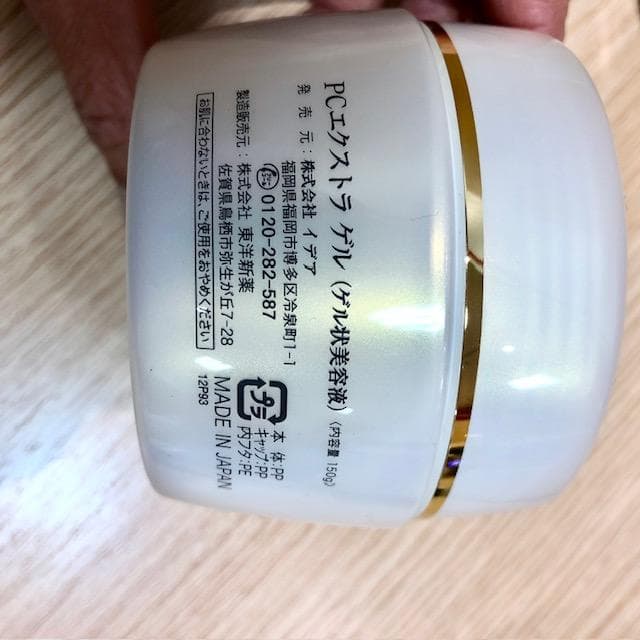 PCエクストラ ゲル (ゲル状美容液) 〈内容量 150g〉
発 売 元：株式会社 イデア
福岡県福岡市博多区冷泉町1-1
0120-282-587
製造販売元：株式会社 東洋新薬
佐賀県鳥栖市弥生が丘7-28
お肌に合わないときは、ご使用をおやめください
12P93
プラ
本 体:PP
キャップ:PP
内フタ:PE
MADE IN JAPAN